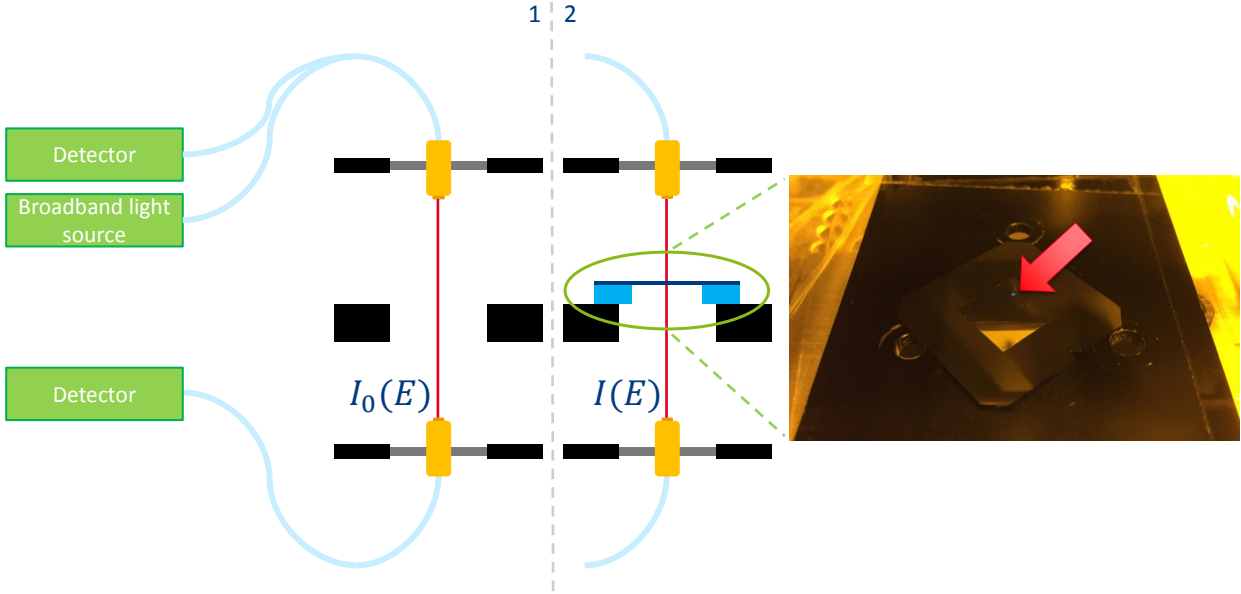 1 2
Detector
Broadband light
source
Detector
I₀(E)
I(E)